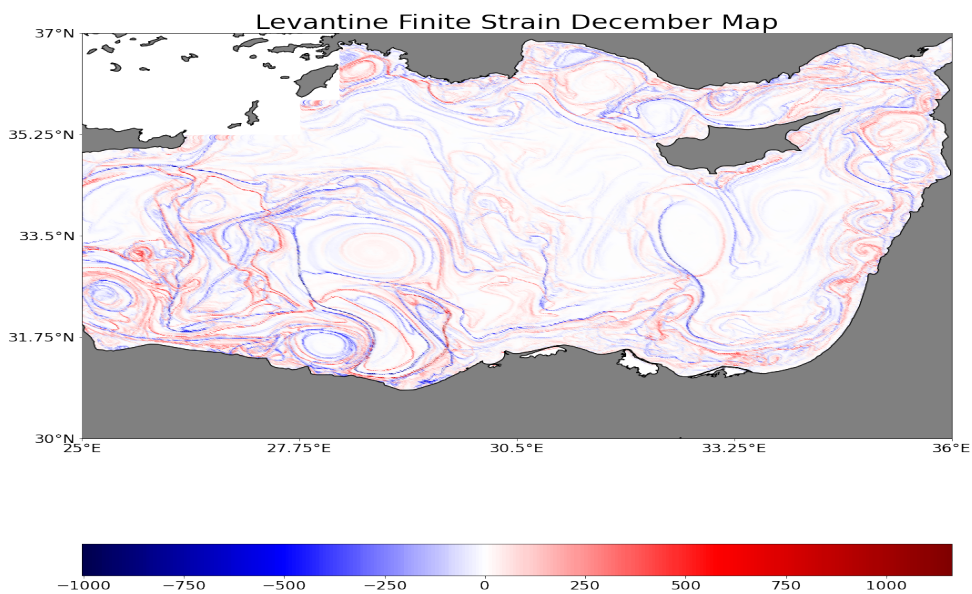 Levantine Finite Strain December Map
37°N
35.25°N
33.5°N
31.75°N
30°N
25°E 27.75°E 30.5°E 33.25°E 36°E
−1000 −750 −500 −250 0 250 500 750 1000